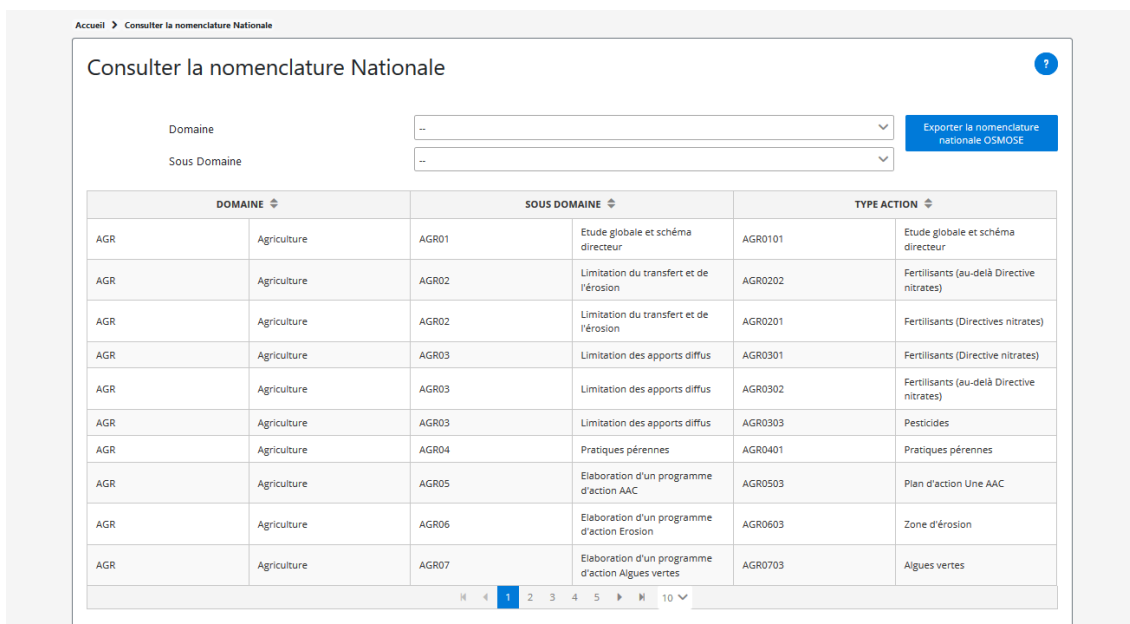 Accueil > Consulter la nomenclature Nationale
Consulter la nomenclature Nationale
?
Domaine
--
Exporter la nomenclature
nationale OSMOSE
Sous Domaine
--
DOMAINE SOUS DOMAINE TYPE ACTION
AGR Agriculture AGR01 Etude globale et schéma directeur AGR0101 Etude globale et schéma directeur
AGR Agriculture AGR02 Limitation du transfert et de l'érosion AGR0202 Fertilisants (au-delà Directive nitrates)
AGR Agriculture AGR02 Limitation du transfert et de l'érosion AGR0201 Fertilisants (Directives nitrates)
AGR Agriculture AGR03 Limitation des apports diffus AGR0301 Fertilisants (Directive nitrates)
AGR Agriculture AGR03 Limitation des apports diffus AGR0302 Fertilisants (au-delà Directive nitrates)
AGR Agriculture AGR03 Limitation des apports diffus AGR0303 Pesticides
AGR Agriculture AGR04 Pratiques pérennes AGR0401 Pratiques pérennes
AGR Agriculture AGR05 Elaboration d'un programme d'action AAC AGR0503 Plan d'action Une AAC
AGR Agriculture AGR06 Elaboration d'un programme d'action Erosion AGR0603 Zone d'érosion
AGR Agriculture AGR07 Elaboration d'un programme d'action Algues vertes AGR0703 Algues vertes
1 2 3 4 5 10